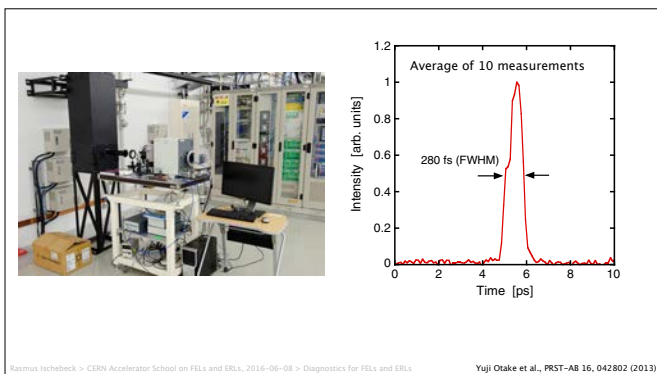 1.2
Average of 10 measurements
1
0.8
280 fs (FWHM)
0.6
0.4
0.2
0
Intensity [arb. units]
0 2 4 6 8 10
Time [ps]
Rasmus Ischebeck > CERN Accelerator School on FELs and ERLs, 2016-06-08 > Diagnostics for FELs and ERLs
Yuji Otake et al., PRST-AB 16, 042802 (2013)